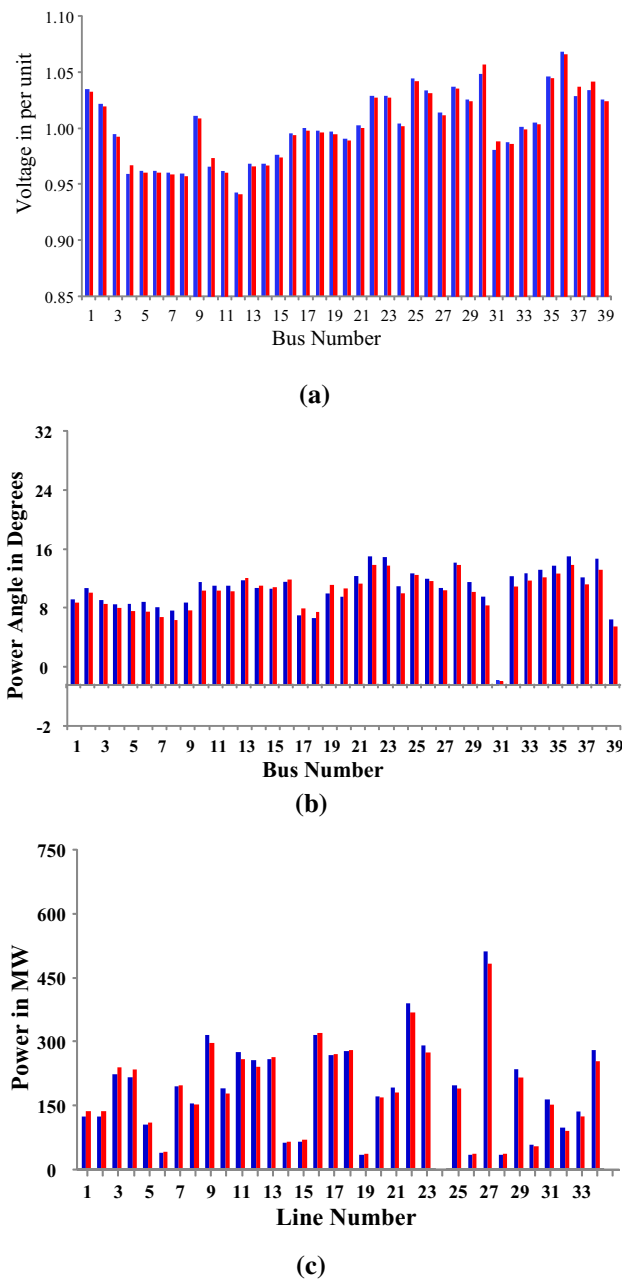 1.10
1.05
1.00
0.95
0.90
0.85
Voltage in per unit
1 3 5 7 9 11 13 15 17 19 21 23 25 27 29 31 33 35 37 39
Bus Number
(a)
32
24
16
8
0
-2
Power Angle in Degrees
1 3 5 7 9 11 13 15 17 19 21 23 25 27 29 31 33 35 37 39
Bus Number
(b)
750
600
450
300
150
0
Power in MW
1 3 5 7 9 11 13 15 17 19 21 23 25 27 29 31 33
Line Number
(c)